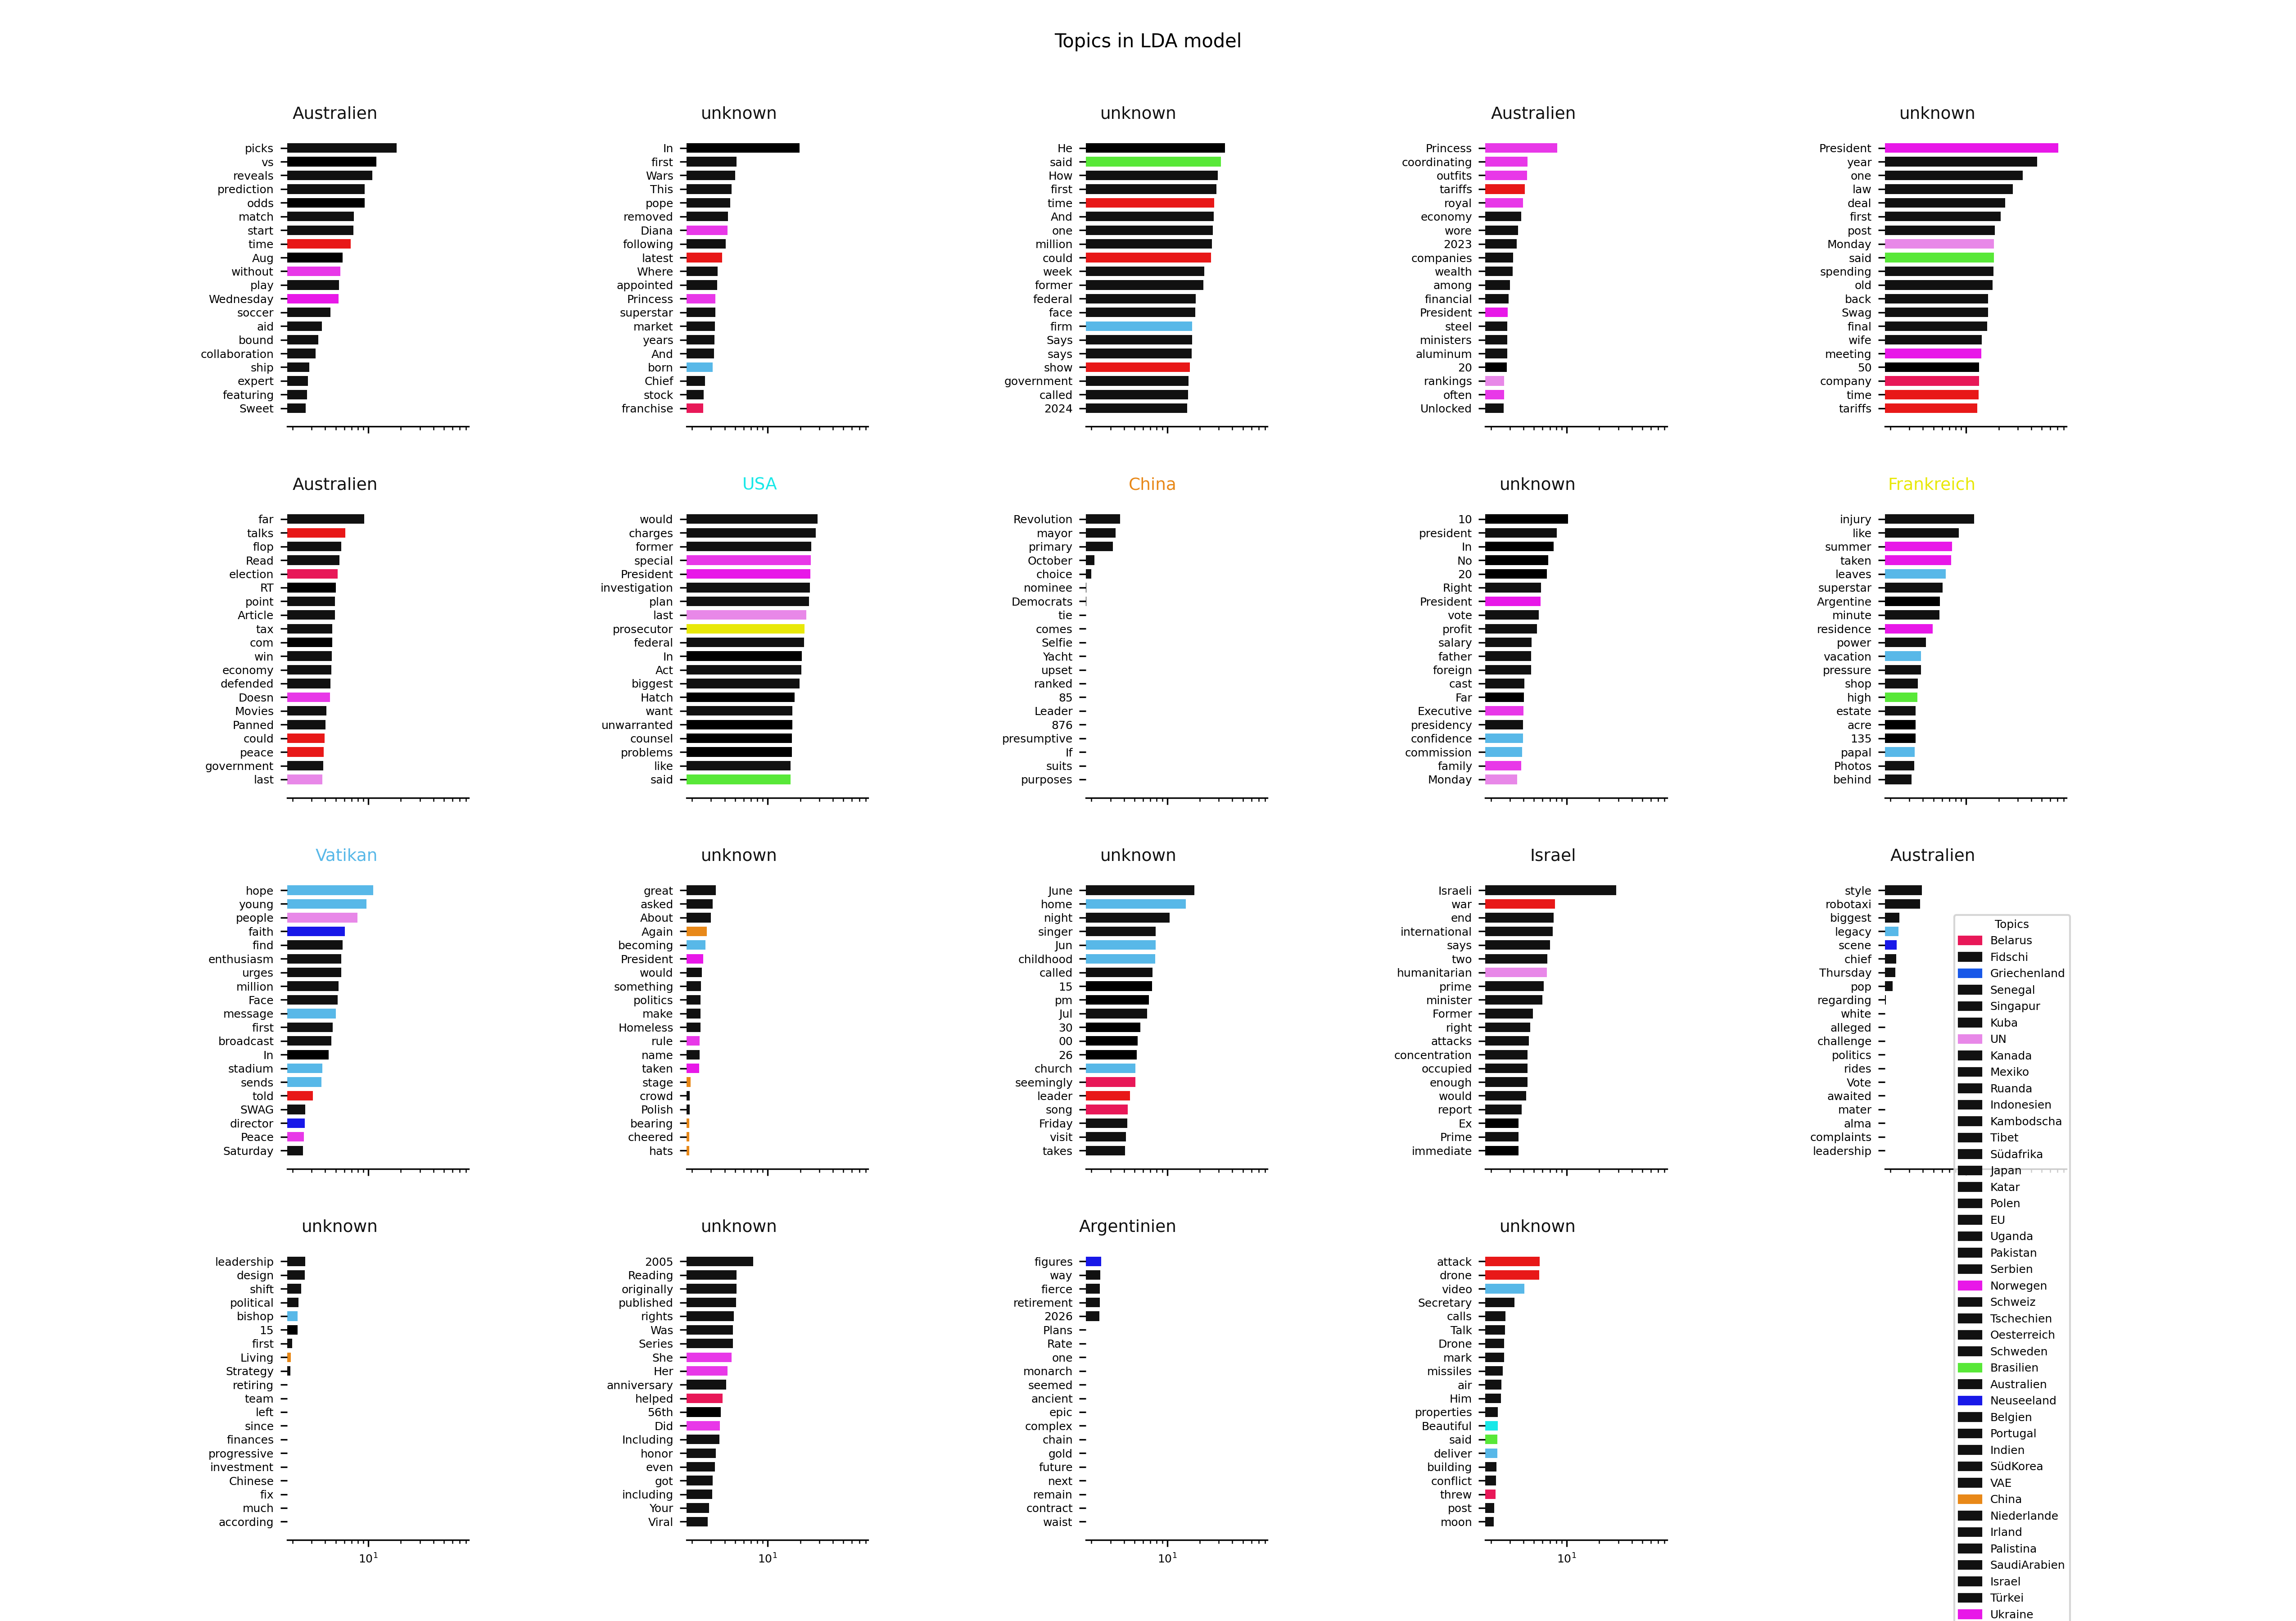 Topics in LDA model
Australien
picks
vs
reveals
prediction
odds
match
start
time
Aug
without
play
Wednesday
soccer
aid
bound
collaboration
ship
expert
featuring
Sweet
unknown
In
first
Wars
This
pope
removed
Diana
following
latest
Where
appointed
Princess
superstar
market
years
And
born
Chief
stock
franchise
unknown
He
said
How
first
time
And
one
million
could
week
former
federal
face
firm
Says
says
show
government
called
2024
Australien
Princess
coordinating
outfits
tariffs
royal
economy
wore
2023
companies
wealth
among
financial
President
steel
ministers
aluminum
20
rankings
often
Unlocked
unknown
President
year
one
law
deal
first
post
Monday
said
spending
old
back
Swag
final
wife
meeting
50
company
time
tariffs
Australien
far
talks
flop
Read
election
RT
point
Article
tax
com
win
economy
defended
Doesn
Movies
Panned
could
peace
government
last
USA
would
charges
former
special
President
investigation
plan
last
prosecutor
federal
In
Act
biggest
Hatch
want
unwarranted
counsel
problems
like
said
China
Revolution
mayor
primary
October
choice
nominee
Democrats
tie
comes
Selfie
Yacht
upset
ranked
85
Leader
876
presumptive
If
suits
purposes
unknown
10
president
In
No
20
Right
President
vote
profit
salary
father
foreign
cast
Far
Executive
presidency
confidence
commission
family
Monday
Frankreich
injury
like
summer
taken
leaves
superstar
Argentine
minute
residence
power
vacation
pressure
shop
high
estate
acre
135
papal
Photos
behind
Vatikan
hope
young
people
faith
find
enthusiasm
urges
million
Face
message
first
broadcast
In
stadium
sends
told
SWAG
director
Peace
Saturday
unknown
great
asked
About
Again
becoming
President
would
something
politics
make
Homeless
rule
name
taken
stage
crowd
Polish
bearing
cheered
hats
unknown
June
home
night
singer
Jun
childhood
called
15
pm
Jul
30
00
26
church
seemingly
leader
song
Friday
visit
takes
Israel
Israeli
war
end
international
says
two
humanitarian
prime
minister
Former
right
attacks
concentration
occupied
enough
would
report
Ex
Prime
immediate
Australien
style
robotaxi
biggest
legacy
scene
chief
Thursday
pop
regarding
white
alleged
challenge
politics
rides
Vote
awaited
mater
alma
complaints
leadership
unknown
leadership
design
shift
political
bishop
15
first
Living
Strategy
retiring
team
left
since
finances
progressive
investment
Chinese
fix
much
according
10¹
unknown
2005
Reading
originally
published
rights
Was
Series
She
Her
anniversary
helped
56th
Did
Including
honor
even
got
including
Your
Viral
10¹
Argentinien
figures
way
fierce
retirement
2026
Plans
Rate
one
monarch
seemed
ancient
epic
complex
chain
gold
future
next
remain
contract
waist
10¹
unknown
attack
drone
video
Secretary
calls
Talk
Drone
mark
missiles
air
Him
properties
Beautiful
said
deliver
building
conflict
threw
post
moon
10¹
Topics
Belarus
Fidschi
Griechenland
Senegal
Singapur
Kuba
UN
Kanada
Mexiko
Ruanda
Indonesien
Kambodscha
Tibet
Südafrika
Japan
Katar
Polen
EU
Uganda
Pakistan
Serbien
Norwegen
Schweiz
Tschechien
Oesterreich
Schweden
Brasilien
Australien
Neuseeland
Belgien
Portugal
Indien
SüdKorea
VAE
China
Niederlande
Irland
Palistina
SaudiArabien
Israel
Türkei
Ukraine